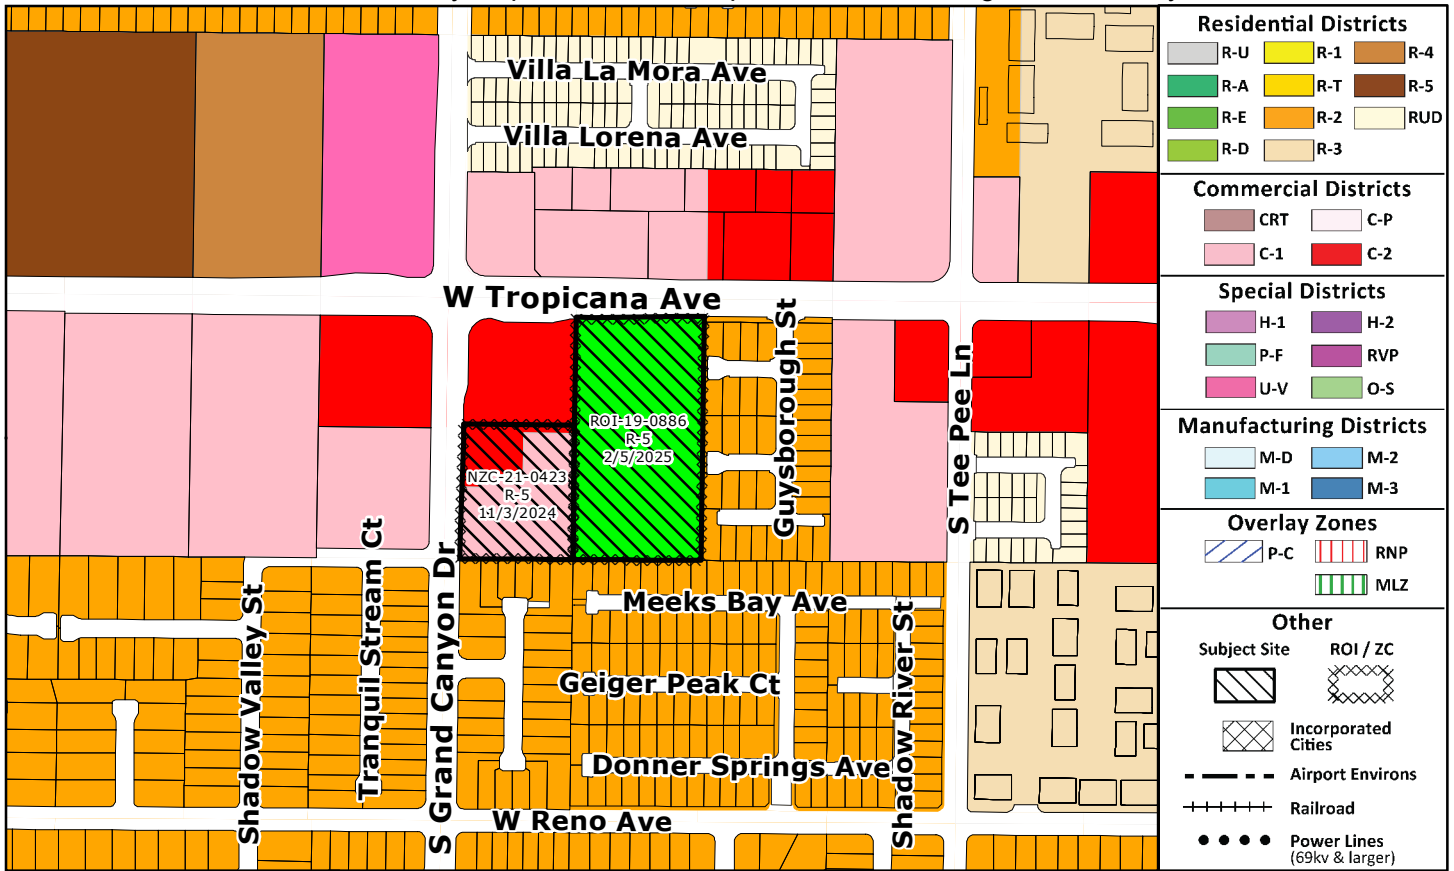 Villa La Mora Ave
Villa Lorena Ave
W Tropicana Ave
Guysborough St
S Tee Pee Ln
ROI-19-0886
R-5
2/5/2025
NZC-21-0423
R-5
11/3/2024
Shadow Valley St
Tranquil Stream Ct
S Grand Canyon Dr
Meeks Bay Ave
Geiger Peak Ct
Donner Springs Ave
Shadow River St
W Reno Ave
Residential Districts
R-U R-1 R-4
R-A R-T R-5
R-E R-2 RUD
R-D R-3
Commercial Districts
CRT C-P
C-1 C-2
Special Districts
H-1 H-2
P-F RVP
U-V O-S
Manufacturing Districts
M-D M-2
M-1 M-3
Overlay Zones
P-C RNP
MLZ
Other
Subject Site ROI / ZC
Incorporated
Cities
Airport Environs
Railroad
Power Lines
(69kv & larger)